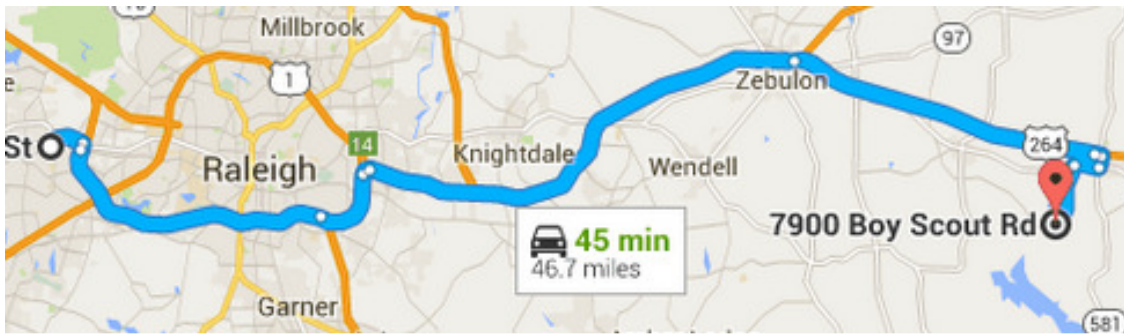 Millbrook
97
1
Zebulon
e
14
264
St
Knightdale
Raleigh
Wendell
7900 Boy Scout Rd
45 min
46.7 miles
Garner
581